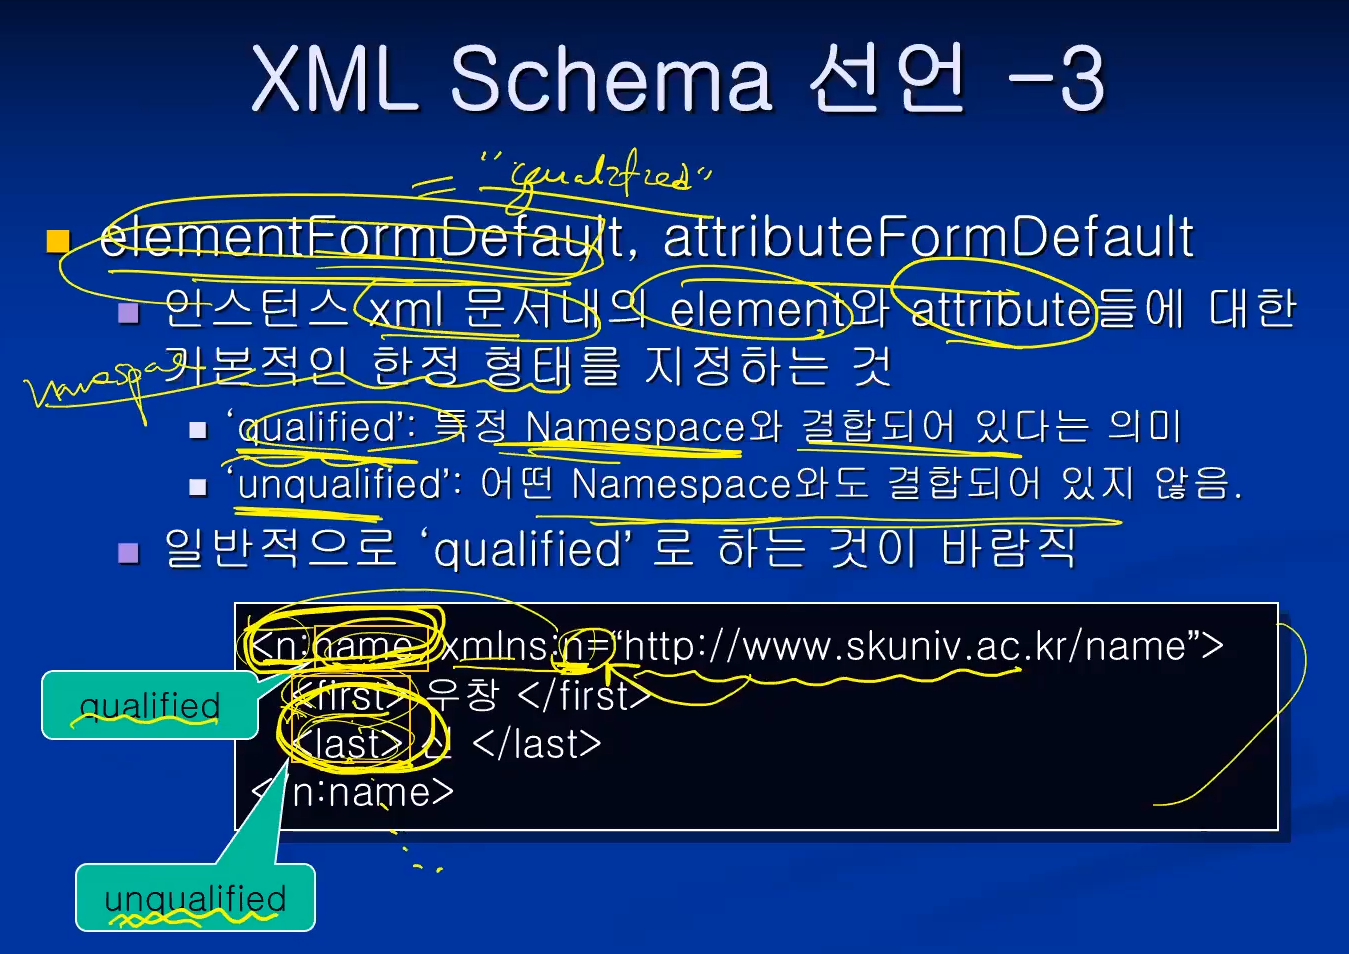 XML Schema 선언 -3
= "qualified"
elementFormDefault, attributeFormDefault
인스턴스 xml 문서내의 element와 attribute들에 대한
기본적인 한정 형태를 지정하는 것
Namespace
'qualified': 특정 Namespace와 결합되어 있다는 의미
'unqualified': 어떤 Namespace와도 결합되어 있지 않음.
일반적으로 'qualified' 로 하는 것이 바람직
<n:name xmlns:n="http://www.skuniv.ac.kr/name">
<first> 우창 </first>
<last> 신 </last>
</n:name>
qualified
unqualified